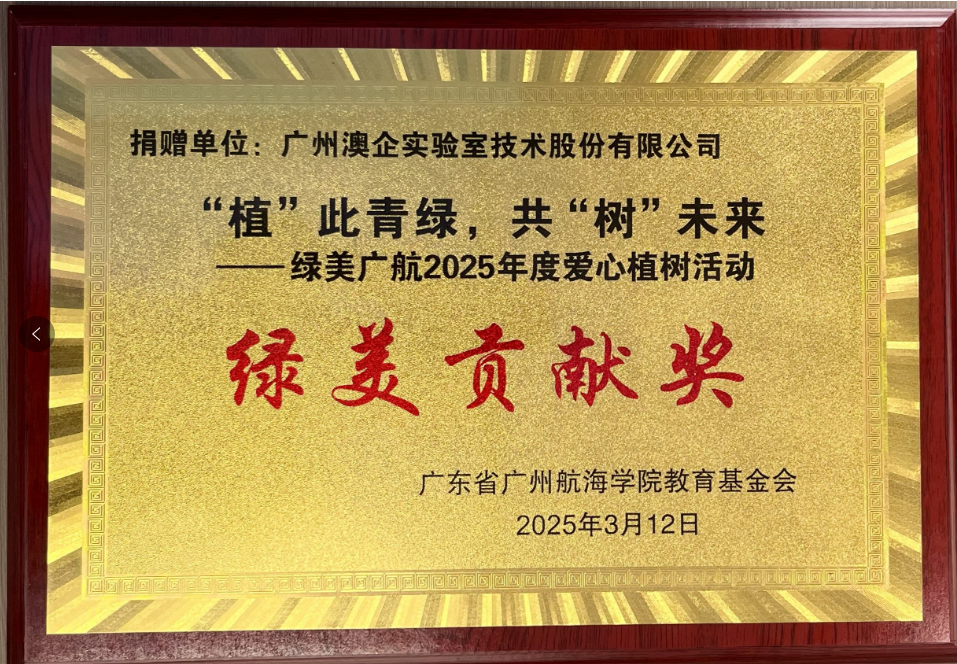 捐赠单位：广州澳企实验室技术股份有限公司
“植”此青绿，共“树”未来
——绿美广航2025年度爱心植树活动
绿美贡献奖
广东省广州航海学院教育基金会
2025年3月12日